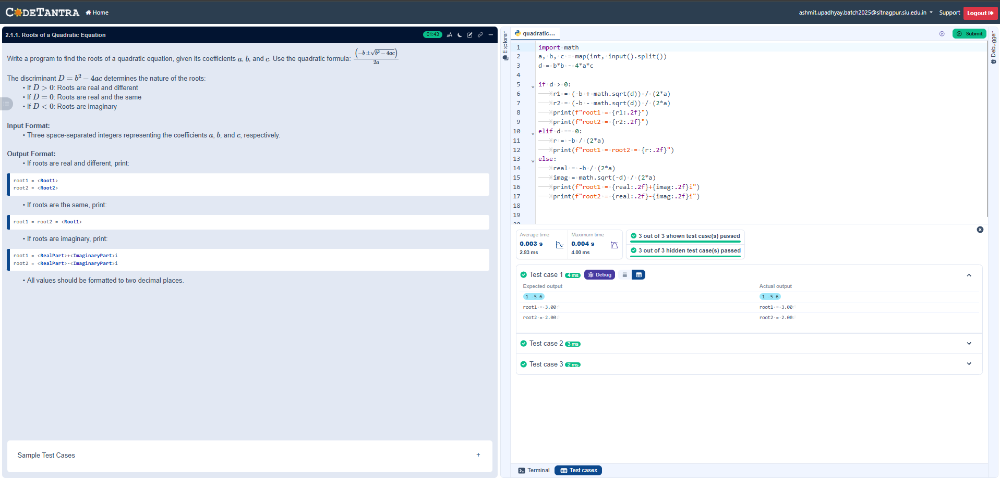 CODETANTRA Home
ashmit.upadhyay.batch2025@sitnagpur.siu.edu.in Support Logout
2.1.1. Roots of a Quadratic Equation 01:43
Write a program to find the roots of a quadratic equation, given its coefficients a, b, and c. Use the quadratic formula: (−b ± √b² − 4ac) / 2a
The discriminant D = b² − 4ac determines the nature of the roots:
• If D > 0: Roots are real and different
• If D = 0: Roots are real and the same
• If D < 0: Roots are imaginary
Input Format:
• Three space-separated integers representing the coefficients a, b, and c, respectively.
Output Format:
• If roots are real and different, print:
root1 = <Root1>
root2 = <Root2>
• If roots are the same, print:
root1 = root2 = <Root1>
• If roots are imaginary, print:
root1 = <RealPart>+<ImaginaryPart>i
root2 = <RealPart>-<ImaginaryPart>i
• All values should be formatted to two decimal places.
Sample Test Cases +
Explorer
quadratic...
Submit
Debugger
1 import math
2 a, b, c = map(int, input().split())
3 d = b*b - 4*a*c
4
5 if d > 0:
6 r1 = (-b + math.sqrt(d)) / (2*a)
7 r2 = (-b - math.sqrt(d)) / (2*a)
8 print(f"root1 = {r1:.2f}")
9 print(f"root2 = {r2:.2f}")
10 elif d == 0:
11 r = -b / (2*a)
12 print(f"root1 = root2 = {r:.2f}")
13 else:
14 real = -b / (2*a)
15 imag = math.sqrt(-d) / (2*a)
16 print(f"root1 = {real:.2f}+{imag:.2f}i")
17 print(f"root2 = {real:.2f}-{imag:.2f}i")
18
19
20
Average time
0.003 s
2.83 ms
Maximum time
0.004 s
4.00 ms
3 out of 3 shown test case(s) passed
3 out of 3 hidden test case(s) passed
Test case 1 4 ms Debug
Expected output Actual output
1 -5 6 1 -5 6
root1 = 3.00 root1 = 3.00
root2 = 2.00 root2 = 2.00
Test case 2 3 ms
Test case 3 2 ms
Terminal Test cases